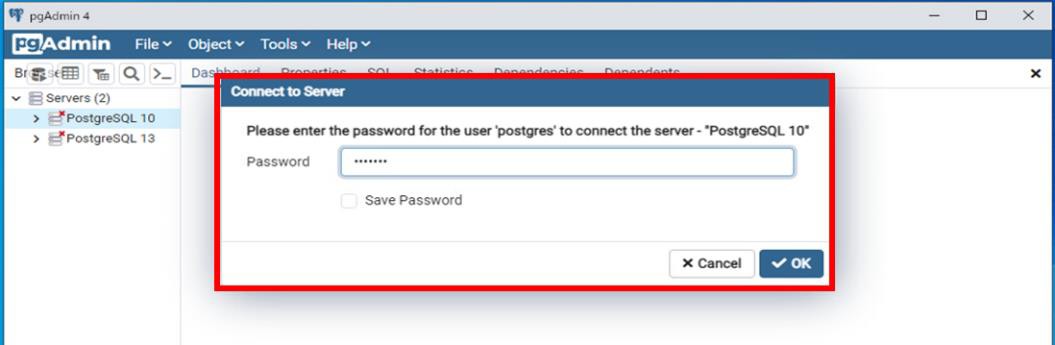 pgAdmin 4
pgAdmin File Object Tools Help
Dashboard Properties SQL Statistics Dependencies Dependents
Servers (2)
PostgreSQL 10
PostgreSQL 13
Connect to Server
Please enter the password for the user 'postgres' to connect the server - "PostgreSQL 10"
Password
•••••••
Save Password
Cancel
OK